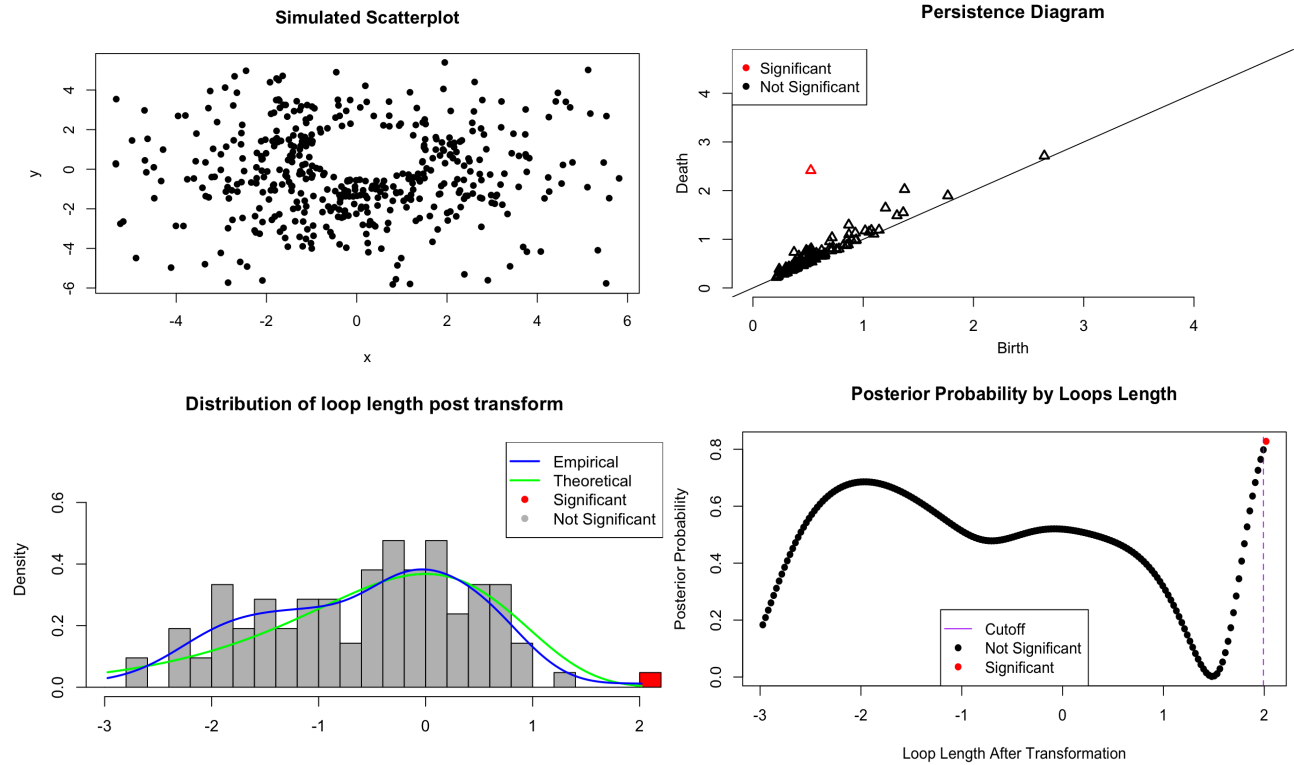 Simulated Scatterplot
4
2
0
-2
-4
-6
y
-4
-2
0
2
4
6
x
Persistence Diagram
Significant
Not Significant
4
3
2
1
0
Death
0
1
2
3
4
Birth
Distribution of loop length post transform
Empirical
Theoretical
Significant
Not Significant
0.6
0.4
0.2
0.0
Density
-3
-2
-1
0
1
2
Posterior Probability by Loops Length
0.8
0.6
0.4
0.2
0.0
Posterior Probability
Cutoff
Not Significant
Significant
-3
-2
-1
0
1
2
Loop Length After Transformation